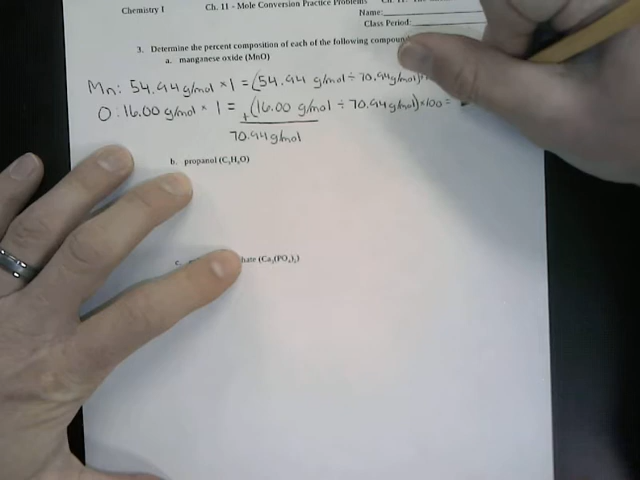 Chemistry I Ch. 11 - Mole Conversion Practice Problems
Name:
Class Period:
3. Determine the percent composition of each of the following
a. manganese oxide (MnO)
Mn: 54.94 g/mol × 1 = (54.94 g/mol ÷ 70.94 g/mol)
O: 16.00 g/mol × 1 = + (16.00 g/mol ÷ 70.94 g/mol) × 100 =
70.94 g/mol
b. propanol (C₃H₈O)
c. (Ca₃(PO₄)₂)